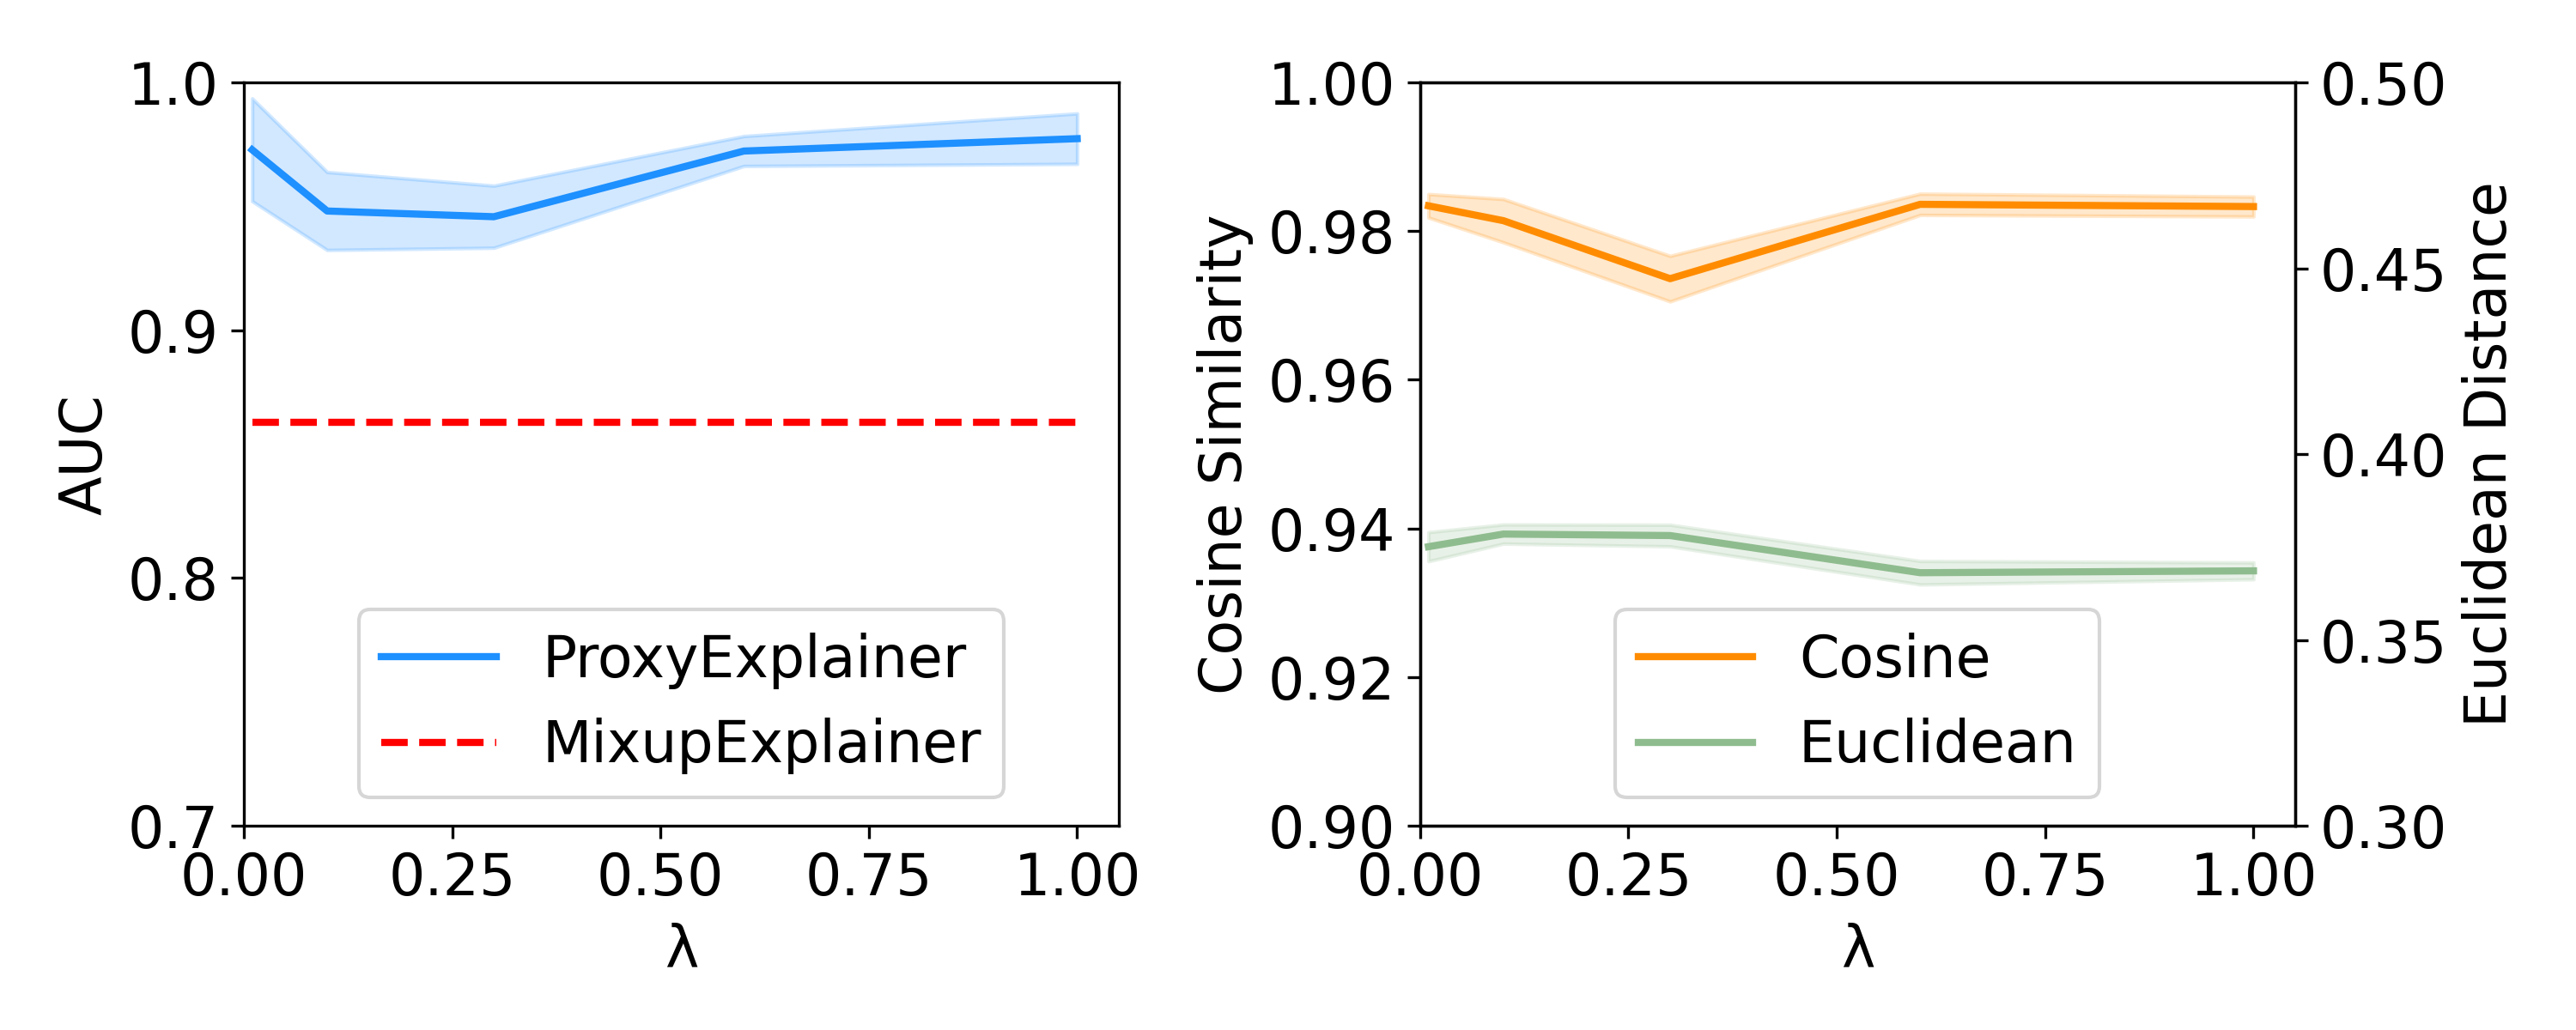 AUC
1.0
0.9
0.8
0.7
0.00 0.25 0.50 0.75 1.00
λ
ProxyExplainer
MixupExplainer
Cosine Similarity
1.00
0.98
0.96
0.94
0.92
0.90
0.00 0.25 0.50 0.75 1.00
λ
Cosine
Euclidean
0.50
0.45
0.40
0.35
0.30
Euclidean Distance